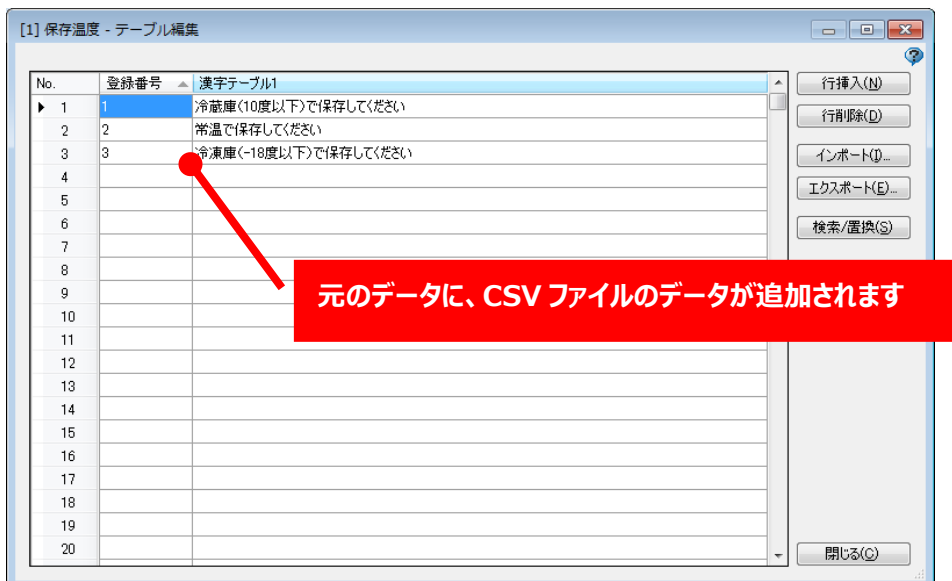 [1] 保存温度 - テーブル編集
No. 登録番号 漢字テーブル1
1 1 冷蔵庫(10度以下)で保存してください
2 2 常温で保存してください
3 3 冷凍庫(-18度以下)で保存してください
4
5
6
7
8
9
10
11
12
13
14
15
16
17
18
19
20
行挿入(N)
行削除(D)
インポート(I)...
エクスポート(E)...
検索/置換(S)
元のデータに、CSV ファイルのデータが追加されます
閉じる(C)